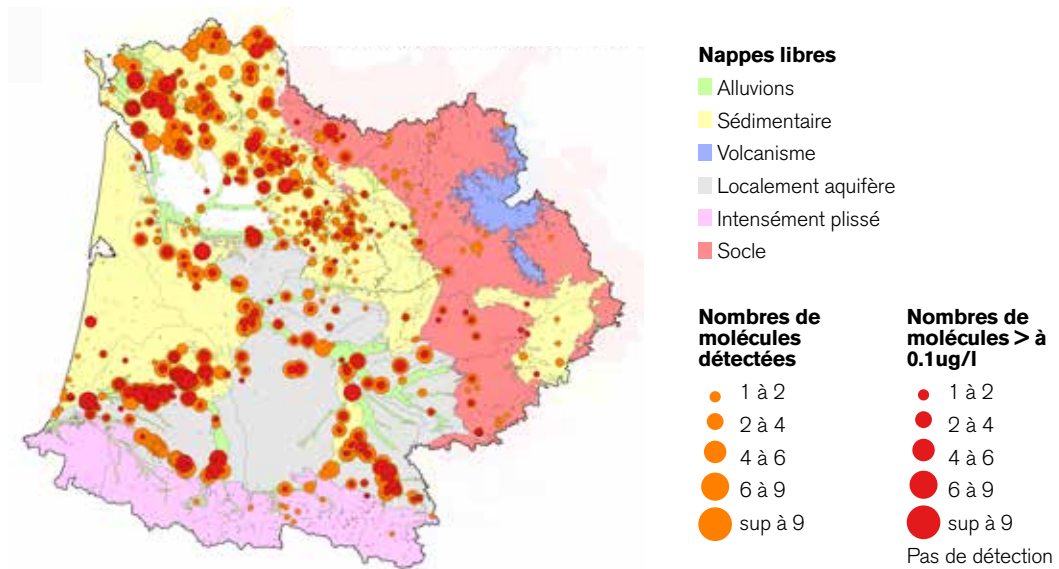 Nappes libres
Alluvions
Sédimentaire
Volcanisme
Localement aquifère
Intensément plissé
Socle
Nombres de
molécules
détectées
1 à 2
2 à 4
4 à 6
6 à 9
sup à 9
Nombres de
molécules > à
0.1ug/l
1 à 2
2 à 4
4 à 6
6 à 9
sup à 9
Pas de détection